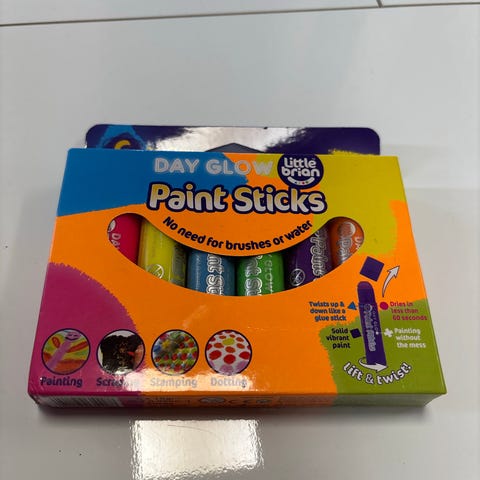 DAY GLOW
little
brian
Paint Sticks
No need for brushes or water
Twists up &
down like a
glue stick
Dries in
less than
60 seconds
Solid
vibrant
paint
Painting
without
the mess
lift & twist!
Painting
Stamping
Dotting